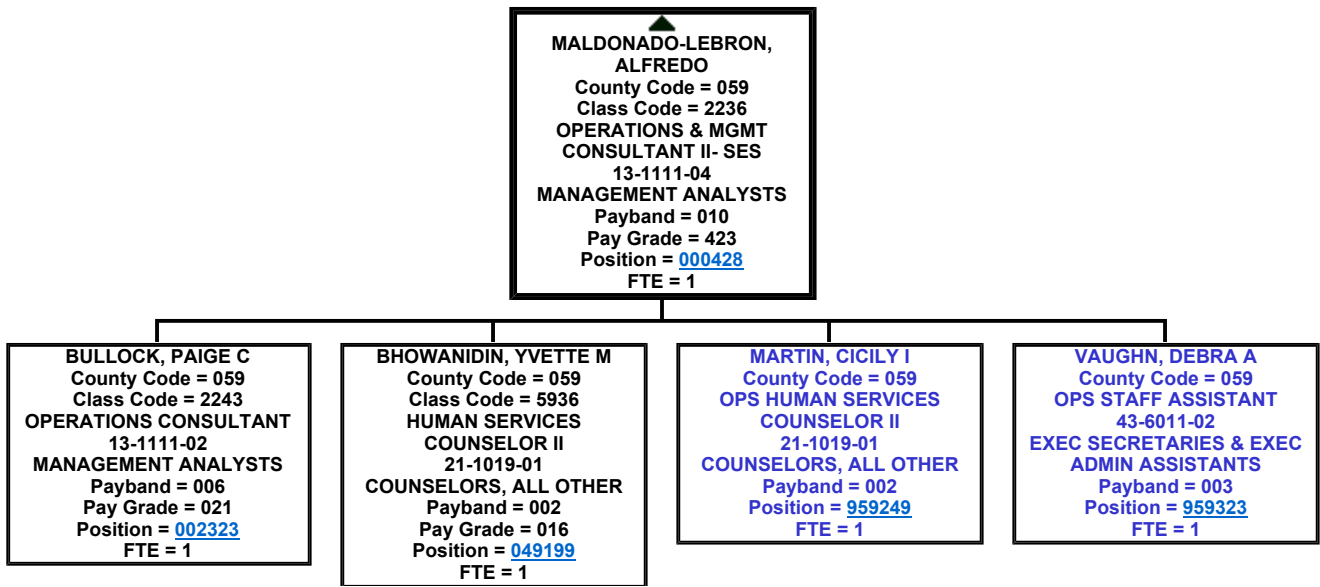 MALDONADO-LEBRON,
ALFREDO
County Code = 059
Class Code = 2236
OPERATIONS & MGMT
CONSULTANT II- SES
13-1111-04
MANAGEMENT ANALYSTS
Payband = 010
Pay Grade = 423
Position = 000428
FTE = 1
BULLOCK, PAIGE C
County Code = 059
Class Code = 2243
OPERATIONS CONSULTANT
13-1111-02
MANAGEMENT ANALYSTS
Payband = 006
Pay Grade = 021
Position = 002323
FTE = 1
BHOWANIDIN, YVETTE M
County Code = 059
Class Code = 5936
HUMAN SERVICES
COUNSELOR II
21-1019-01
COUNSELORS, ALL OTHER
Payband = 002
Pay Grade = 016
Position = 049199
FTE = 1
MARTIN, CICILY I
County Code = 059
OPS HUMAN SERVICES
COUNSELOR II
21-1019-01
COUNSELORS, ALL OTHER
Payband = 002
Position = 959249
FTE = 1
VAUGHN, DEBRA A
County Code = 059
OPS STAFF ASSISTANT
43-6011-02
EXEC SECRETARIES & EXEC
ADMIN ASSISTANTS
Payband = 003
Position = 959323
FTE = 1